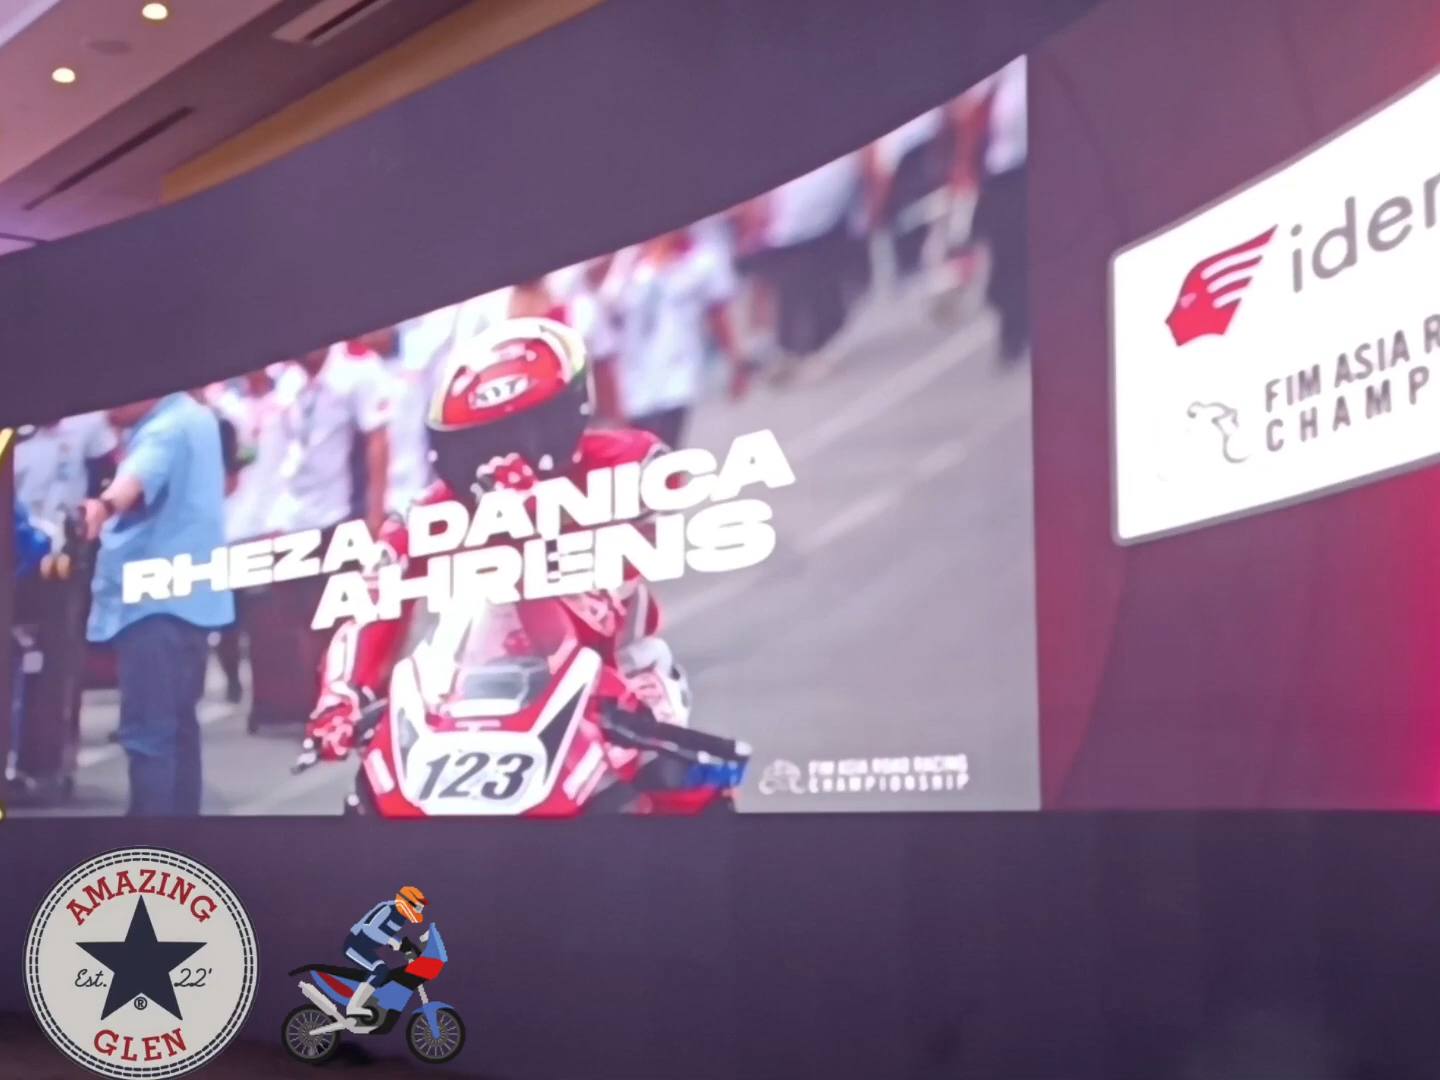 iden
FIM ASIA R
CHAMP
KYT
RHEZA DANICA
AHRENS
123
FIM ASIA ROAD RACING
CHAMPIONSHIP
AMAZING
Est. 22'
®
GLEN